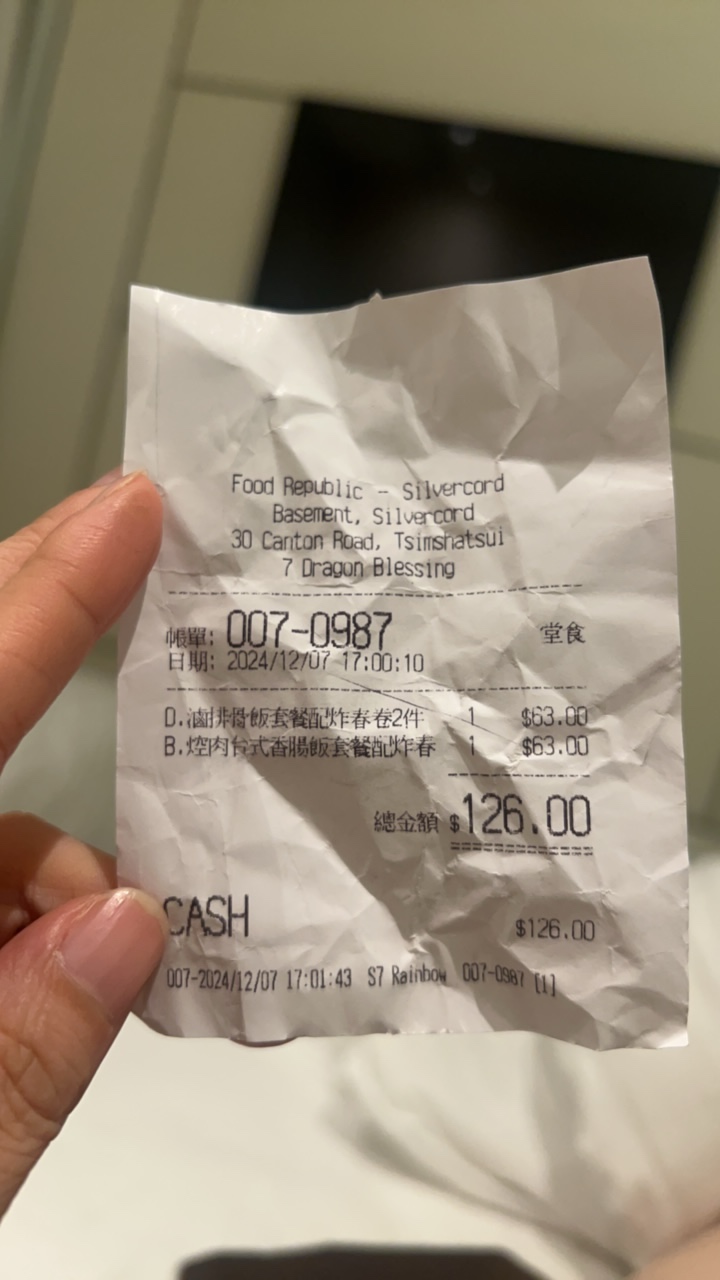 Food Republic - Silvercord
Basement, Silvercord
30 Canton Road, Tsimshatsui
7 Dragon Blessing
帳單: 007-0987 堂食
日期: 2024/12/07 17:00:10
D.滷排骨飯套餐配炸春卷2件 1 $63.00
B.焢肉台式香腸飯套餐配炸春 1 $63.00
總金額 $126.00
CASH $126.00
007-2024/12/07 17:01:43 S7 Rainbow 007-0987 [1]